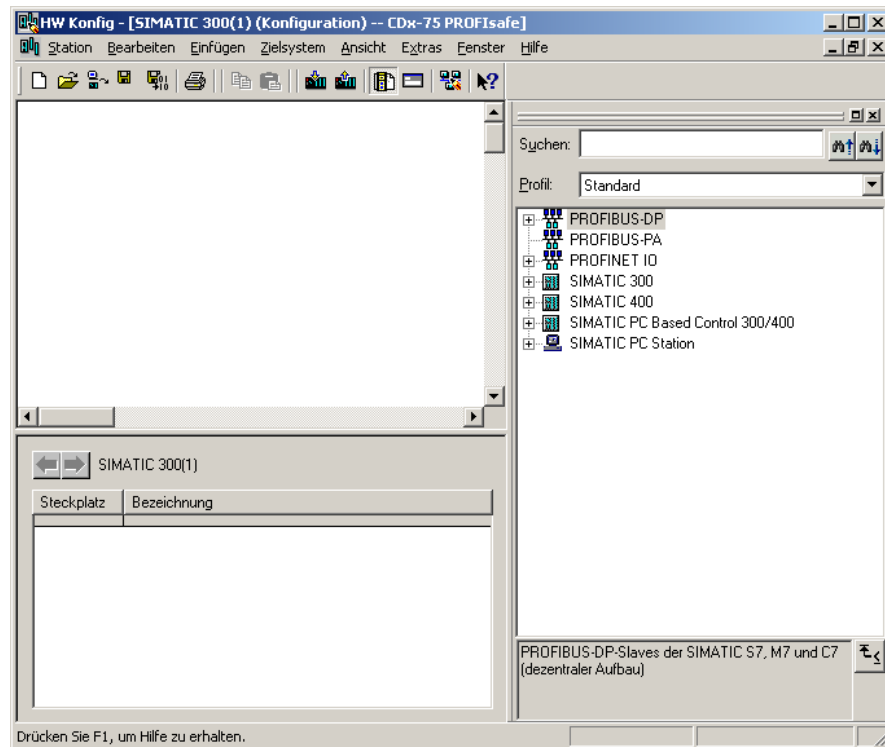 HW Konfig - [SIMATIC 300(1) (Konfiguration) -- CDx-75 PROFIsafe]
Station Bearbeiten Einfügen Zielsystem Ansicht Extras Fenster Hilfe
Suchen:
Profil: Standard
PROFIBUS-DP
PROFIBUS-PA
PROFINET IO
SIMATIC 300
SIMATIC 400
SIMATIC PC Based Control 300/400
SIMATIC PC Station
SIMATIC 300(1)
Steckplatz Bezeichnung
PROFIBUS-DP-Slaves der SIMATIC S7, M7 und C7
(dezentraler Aufbau)
Drücken Sie F1, um Hilfe zu erhalten.